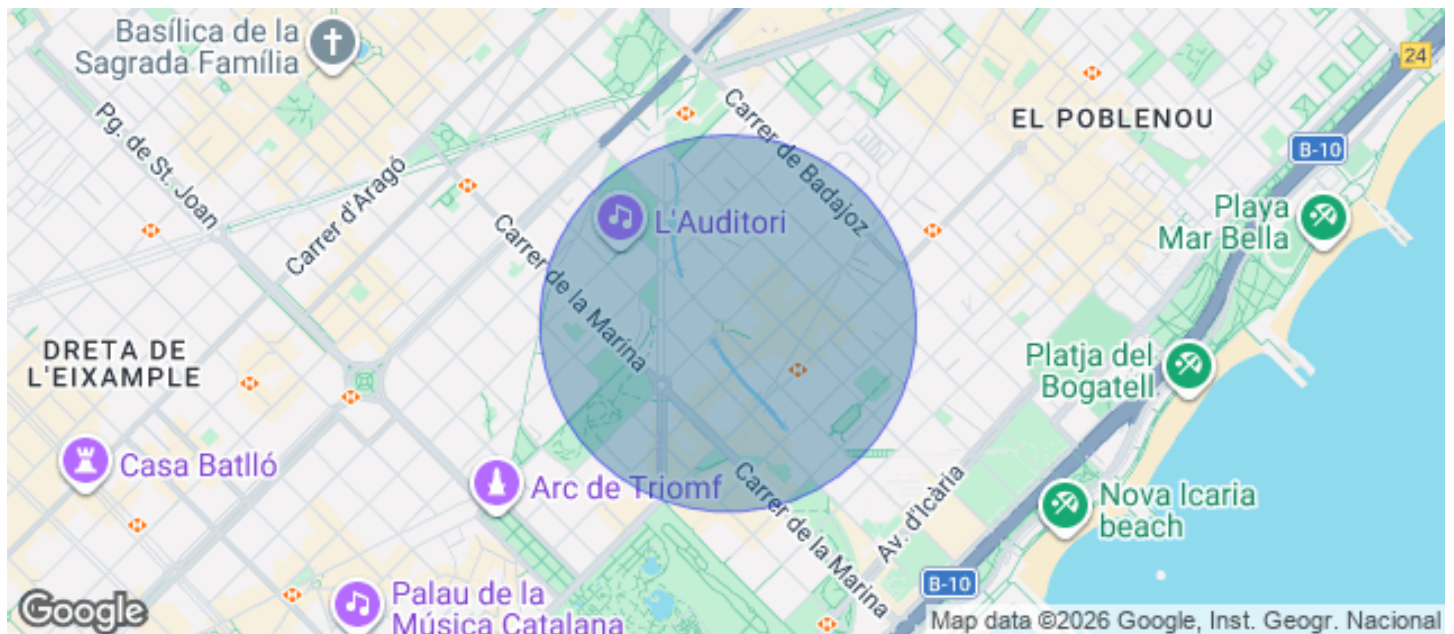 Basílica de la
Sagrada Família
24
Carrer de Badajoz
EL POBLENOU
B-10
Pg. de St. Joan
Carrer d'Aragó
L'Auditori
Playa
Mar Bella
Carrer de la Marina
DRETA DE
L'EIXAMPLE
Platja del
Bogatell
Casa Batlló
Arc de Triomf
Carrer de la Marina
Av. d'Icària
Nova Icaria
beach
B-10
Palau de la
Música Catalana
Google
Map data ©2026 Google, Inst. Geogr. Nacional